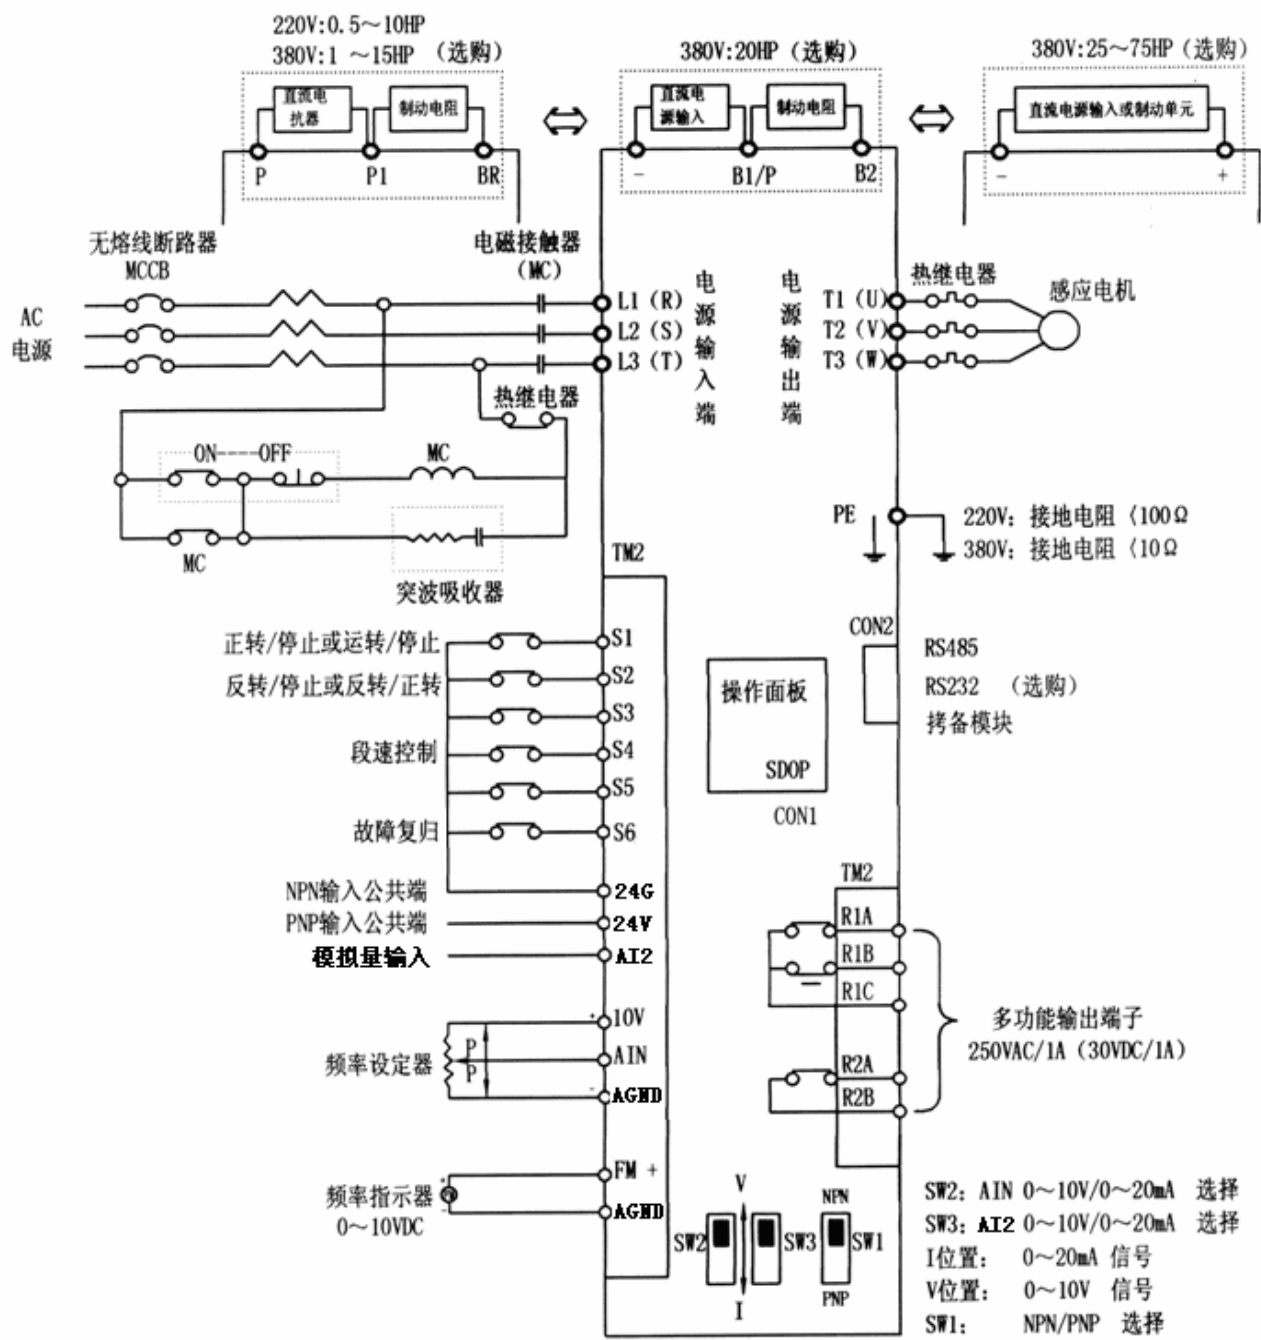 220V:0.5～10HP
380V:1 ～15HP (选购)
380V:20HP (选购)
380V:25～75HP (选购)
直流电
抗器
制动电阻
直流电
源输入
制动电阻
直流电源输入或制动单元
P
P1
BR
-
B1/P
B2
-
+
无熔线断路器
MCCB
电磁接触器
(MC)
AC
电源
L1 (R)
L2 (S)
L3 (T)
电源输入端
电源输出端
T1 (U)
T2 (V)
T3 (W)
热继电器
感应电机
热继电器
ON----OFF
MC
MC
突波吸收器
PE
220V: 接地电阻 〈100Ω
380V: 接地电阻 〈10Ω
TM2
正转/停止或运转/停止
S1
反转/停止或反转/正转
S2
S3
段速控制
S4
S5
故障复归
S6
NPN输入公共端
24G
PNP输入公共端
24V
模拟量输入
AI2
操作面板
SDOP
CON1
CON2
RS485
RS232 (选购)
拷备模块
+
10V
频率设定器
P
P
AIN
-
AGND
频率指示器
0～10VDC
+
FM +
-
AGND
TM2
R1A
R1B
R1C
R2A
R2B
多功能输出端子
250VAC/1A (30VDC/1A)
V
SW2
SW3
I
NPN
SW1
PNP
SW2: AIN 0～10V/0～20mA 选择
SW3: AI2 0～10V/0～20mA 选择
I位置: 0～20mA 信号
V位置: 0～10V 信号
SW1: NPN/PNP 选择